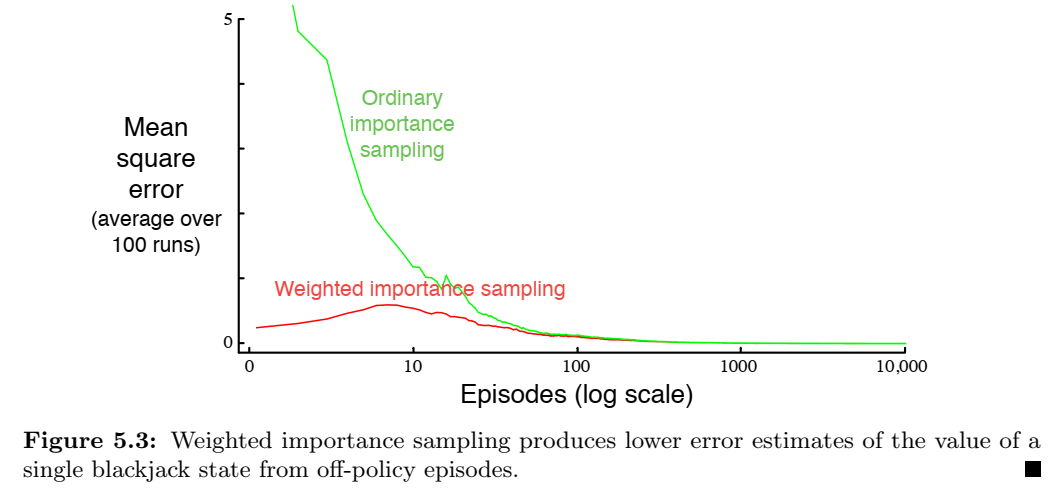 5
Ordinary
importance
sampling
Mean
square
error
(average over
100 runs)
Weighted importance sampling
0
0 10 100 1000 10,000
Episodes (log scale)
Figure 5.3: Weighted importance sampling produces lower error estimates of the value of a
single blackjack state from off-policy episodes.